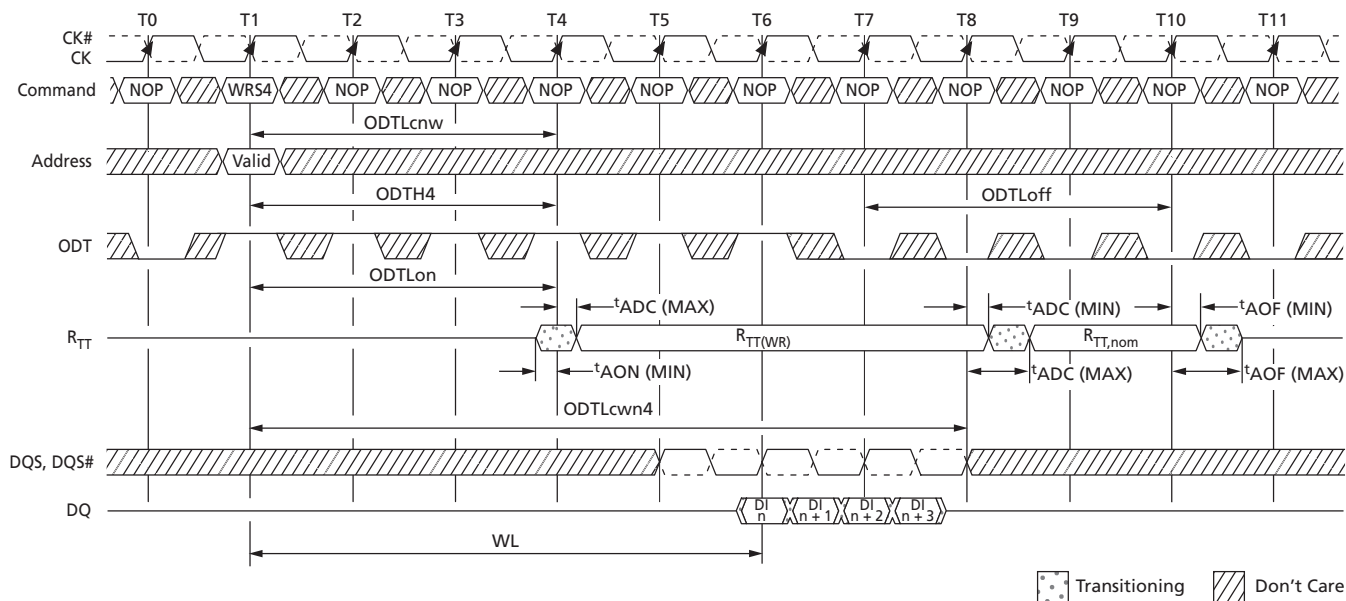 T0 T1 T2 T3 T4 T5 T6 T7 T8 T9 T10 T11
CK#
CK
Command NOP WRS4 NOP NOP NOP NOP NOP NOP NOP NOP NOP NOP
ODTLcnw
Address Valid
ODTH4 ODTLoff
ODT
ODTLon
tADC (MAX) tADC (MIN) tAOF (MIN)
RTT RTT(WR) RTT,nom
tAON (MIN) tADC (MAX) tAOF (MAX)
ODTLcwn4
DQS, DQS#
DQ DI n DI n + 1 DI n + 2 DI n + 3
WL
Transitioning Don't Care